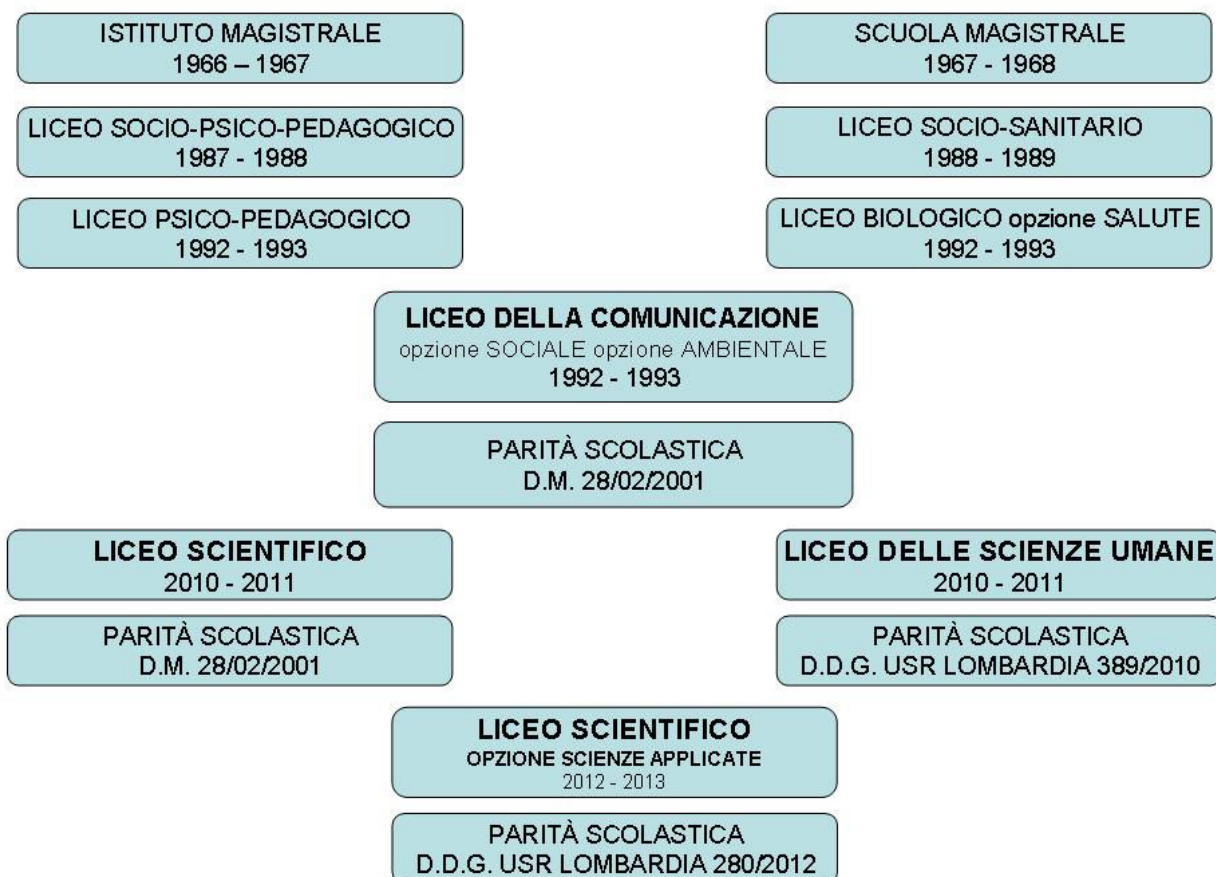 ISTITUTO MAGISTRALE
1966 – 1967
SCUOLA MAGISTRALE
1967 - 1968
LICEO SOCIO-PSICO-PEDAGOGICO
1987 - 1988
LICEO SOCIO-SANITARIO
1988 - 1989
LICEO PSICO-PEDAGOGICO
1992 - 1993
LICEO BIOLOGICO opzione SALUTE
1992 - 1993
LICEO DELLA COMUNICAZIONE
opzione SOCIALE opzione AMBIENTALE
1992 - 1993
PARITÀ SCOLASTICA
D.M. 28/02/2001
LICEO SCIENTIFICO
2010 - 2011
LICEO DELLE SCIENZE UMANE
2010 - 2011
PARITÀ SCOLASTICA
D.M. 28/02/2001
PARITÀ SCOLASTICA
D.D.G. USR LOMBARDIA 389/2010
LICEO SCIENTIFICO
OPZIONE SCIENZE APPLICATE
2012 - 2013
PARITÀ SCOLASTICA
D.D.G. USR LOMBARDIA 280/2012